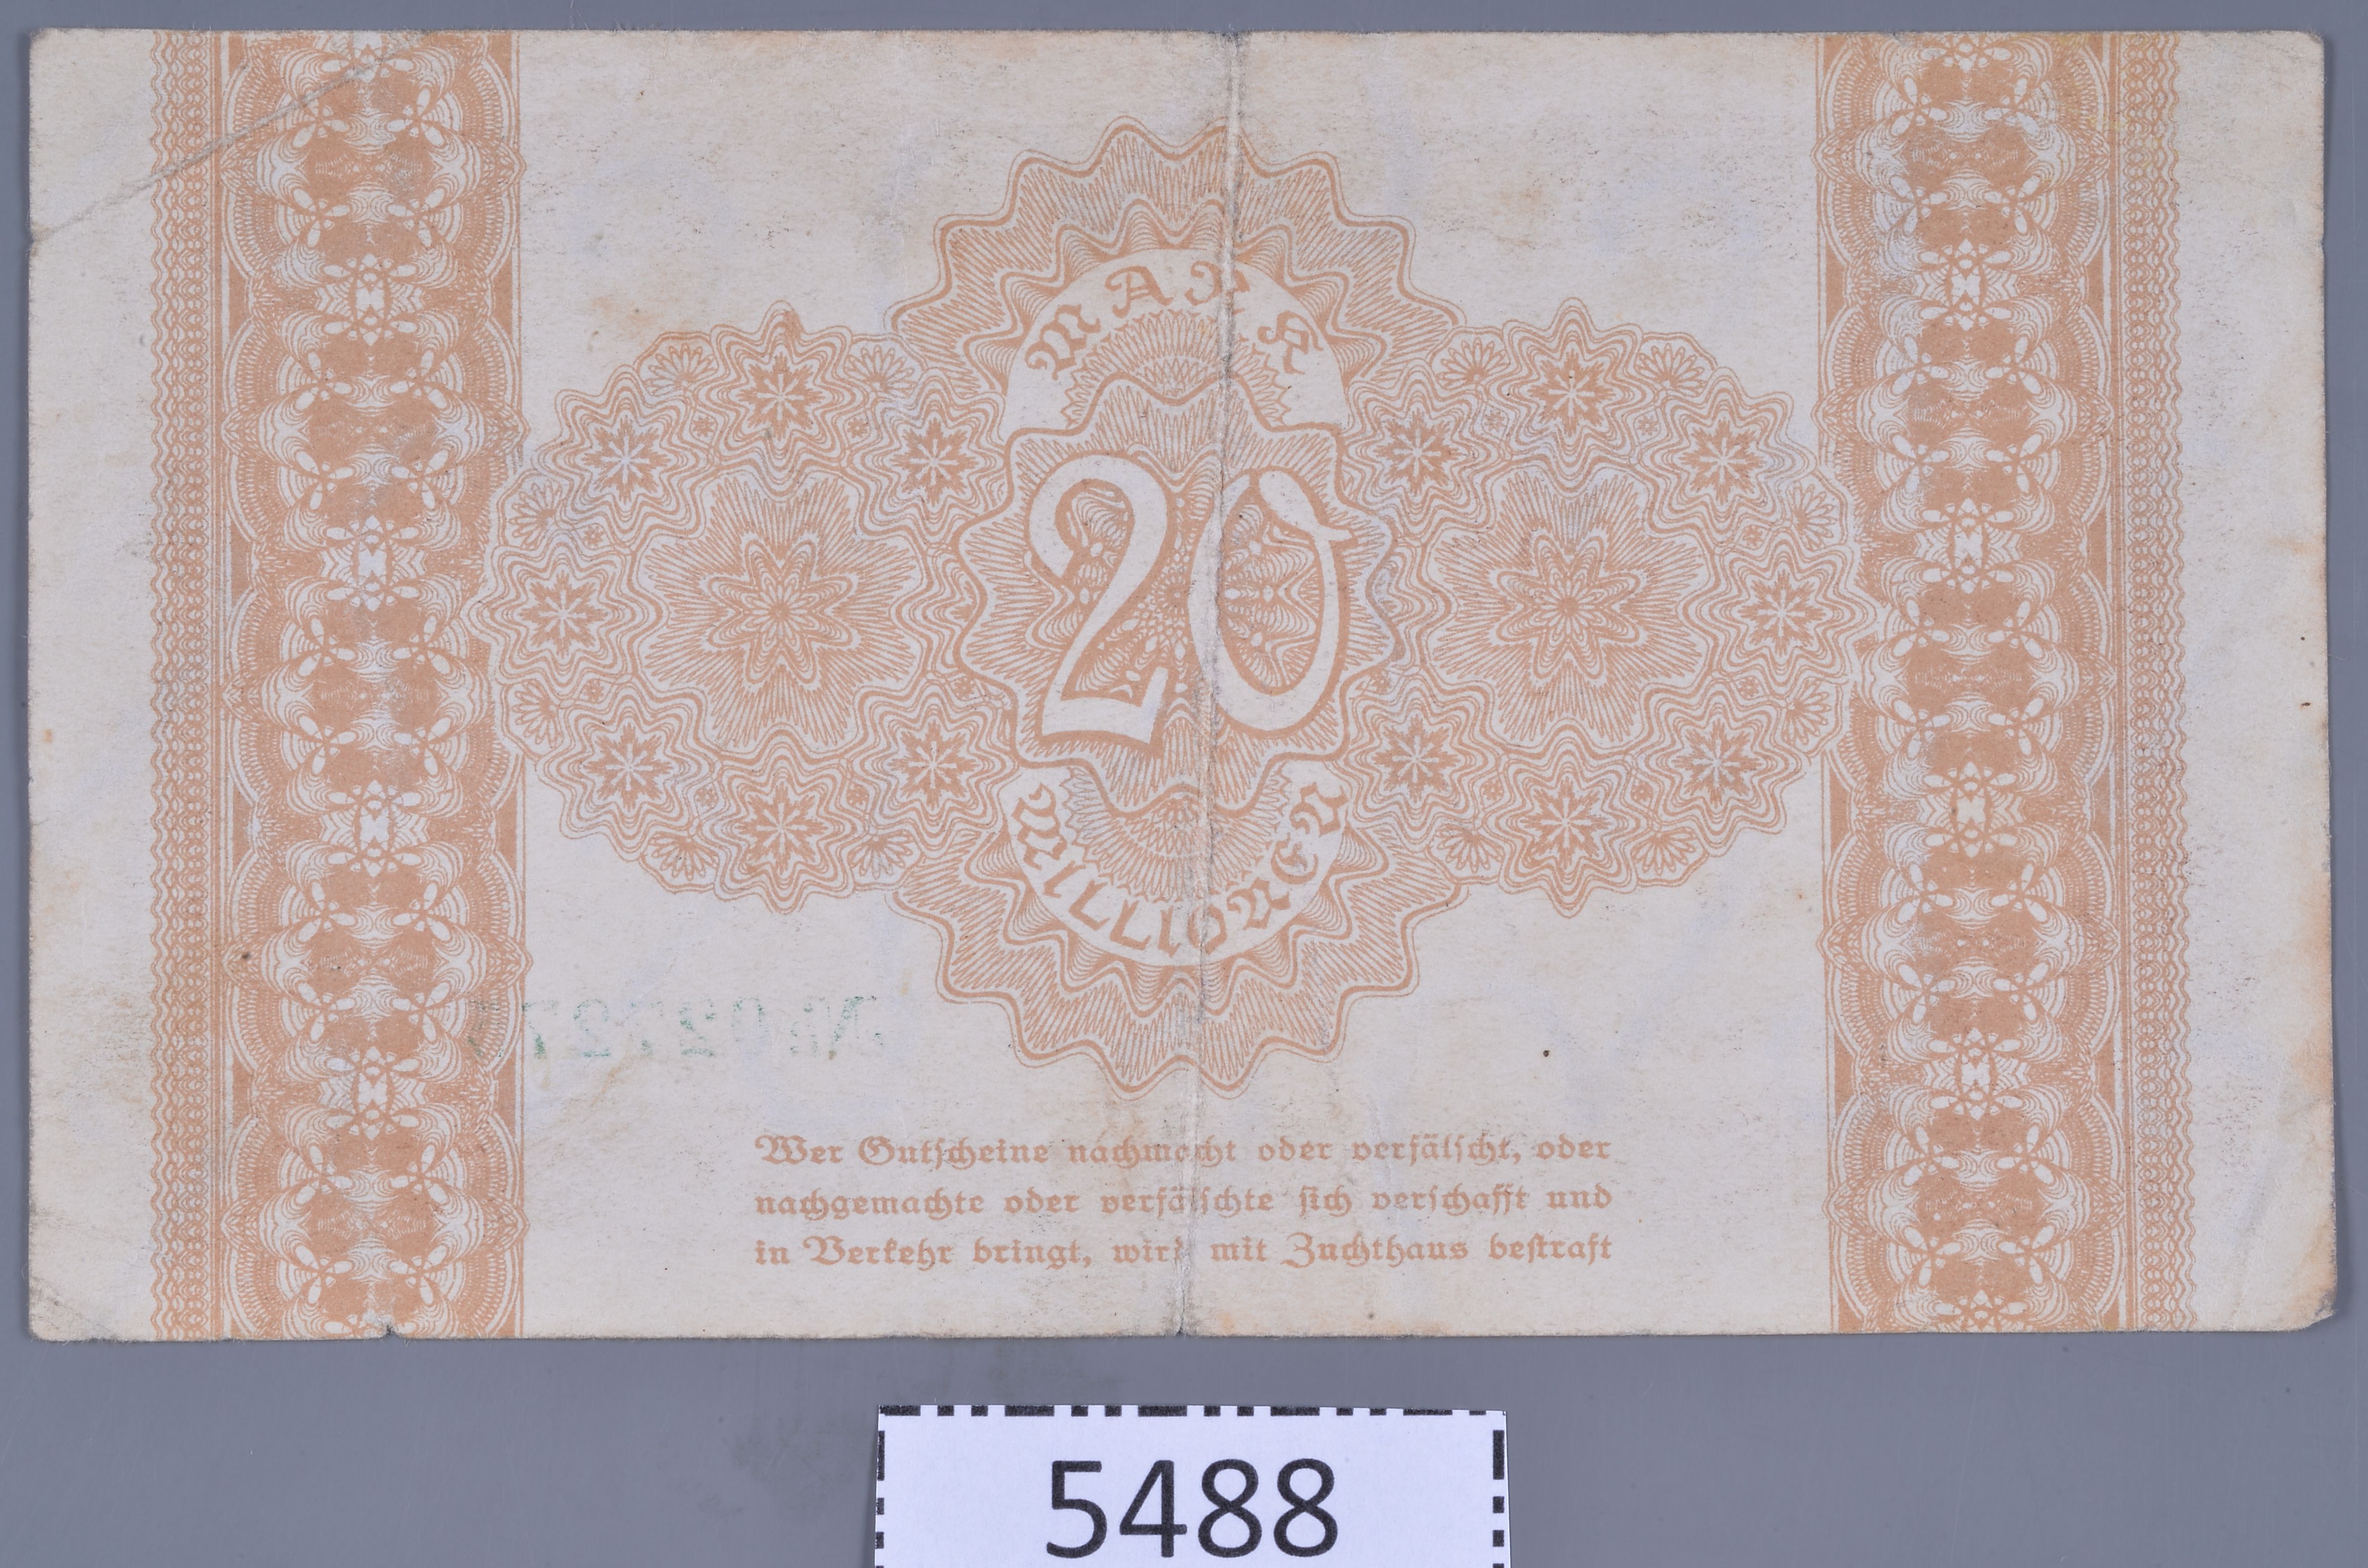 MARK
20
MILLIONEN
Wer Gutscheine nachmacht oder verfälscht, oder
nachgemachte oder verfälschte sich verschafft und
in Verkehr bringt, wird mit Zuchthaus bestraft
5488